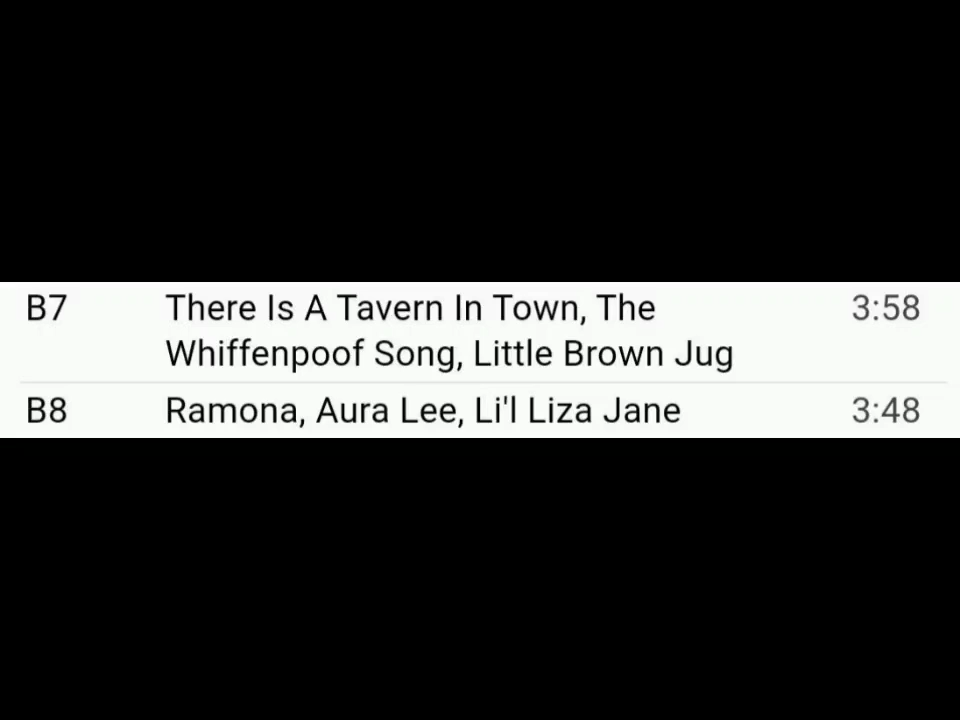 B7 There Is A Tavern In Town, The 3:58
Whiffenpoof Song, Little Brown Jug
B8 Ramona, Aura Lee, Li'l Liza Jane 3:48